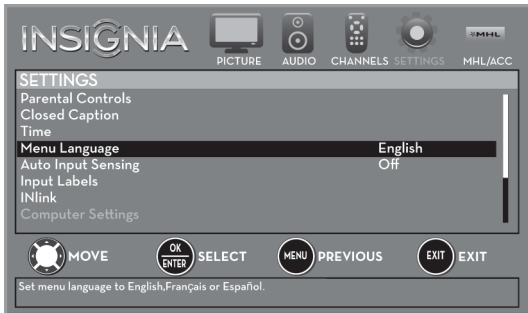 INSIGNIA
PICTURE AUDIO CHANNELS SETTINGS MHL MHL/ACC
SETTINGS
Parental Controls
Closed Caption
Time
Menu Language English
Auto Input Sensing Off
Input Labels
INlink
Computer Settings
MOVE OK ENTER SELECT MENU PREVIOUS EXIT EXIT
Set menu language to English,Français or Español.